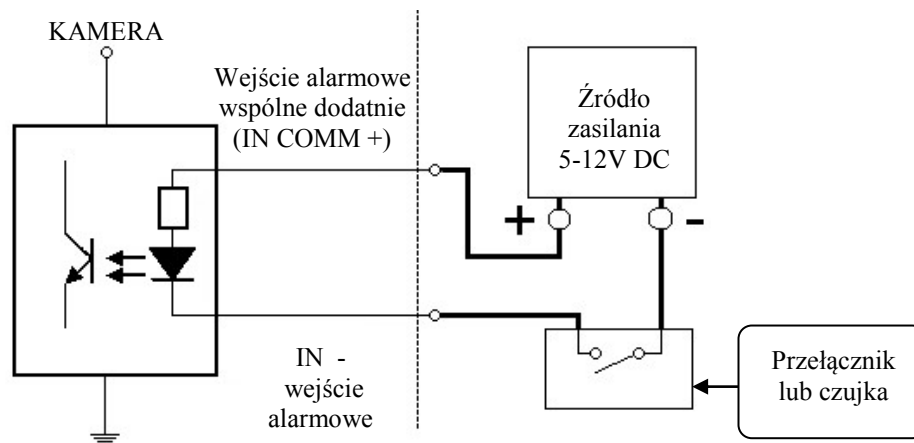 KAMERA
Wejście alarmowe
wspólne dodatnie
(IN COMM +)
Źródło
zasilania
5-12V DC
+
-
IN -
wejście
alarmowe
Przełącznik
lub czujka